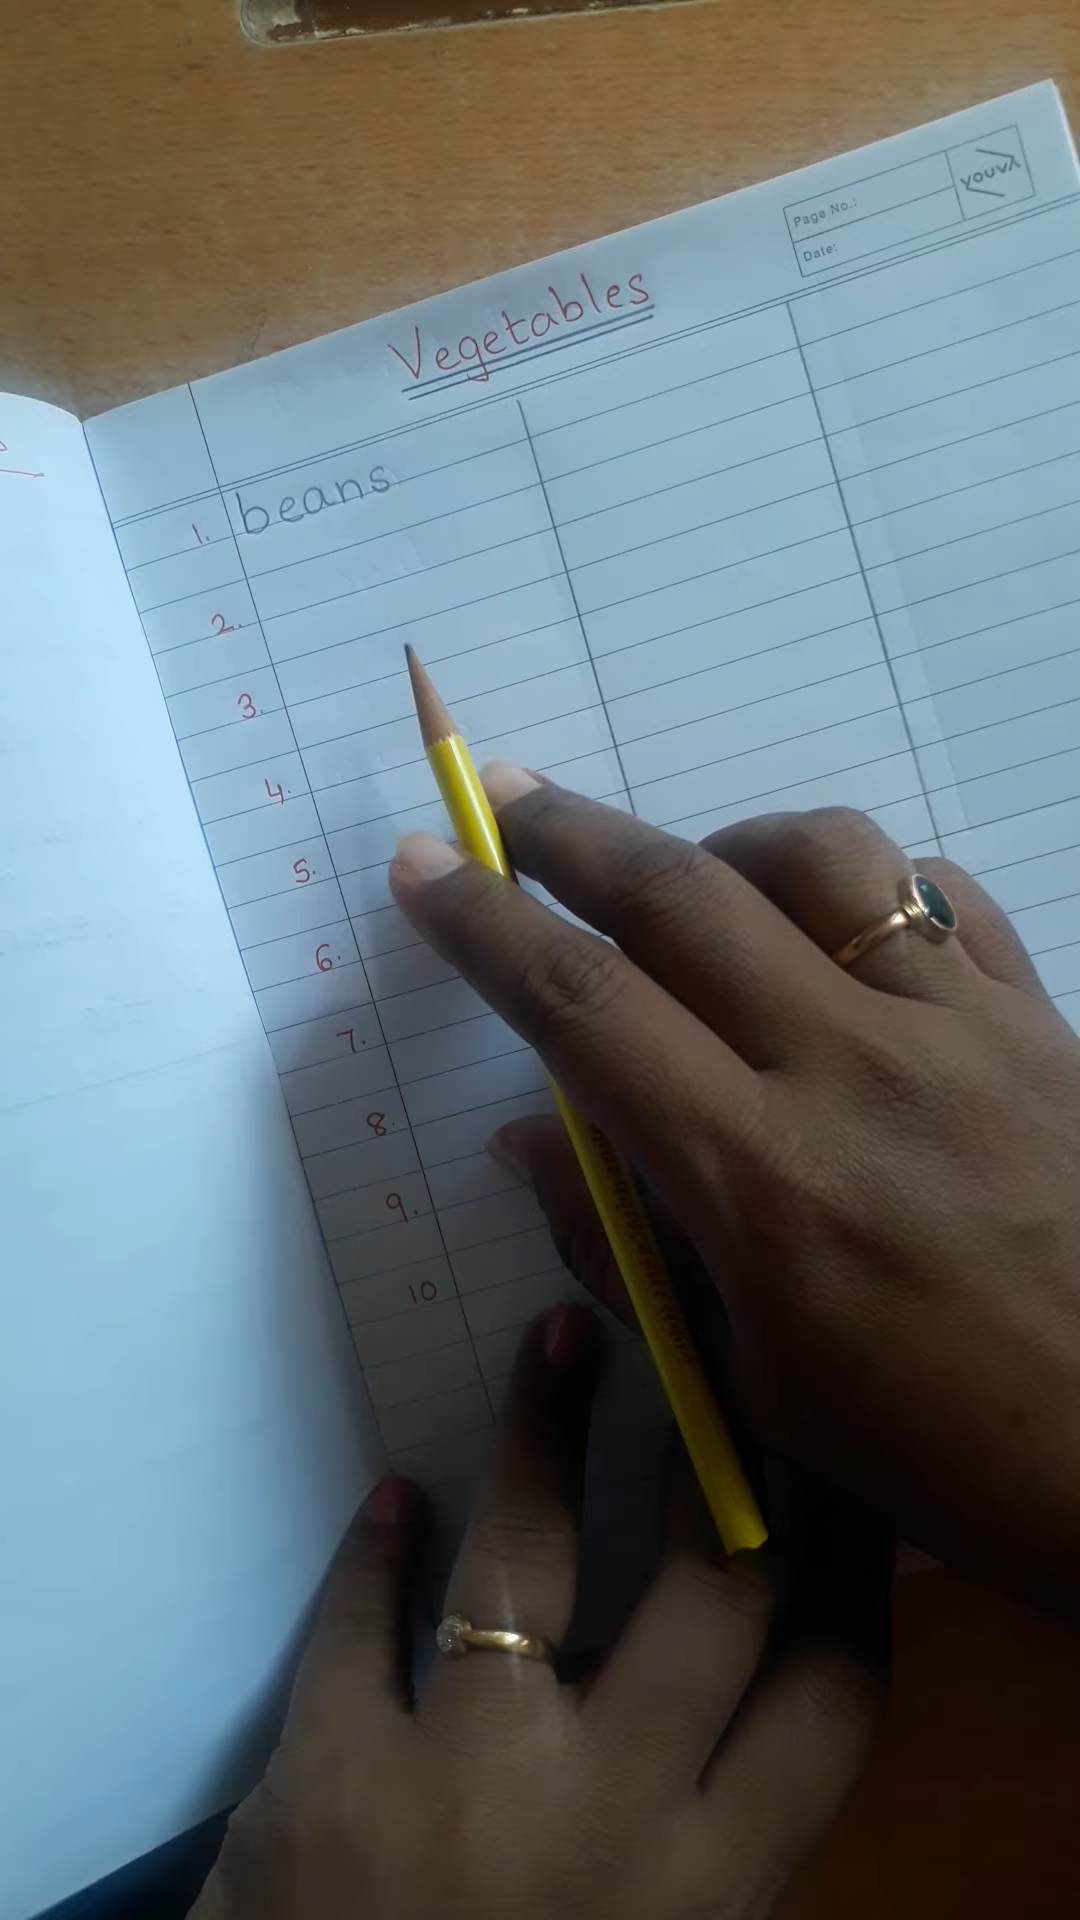 Page No.:
Date:
YOUVA
Vegetables
1. beans
2.
3.
4.
5.
6.
7.
8.
9.
10